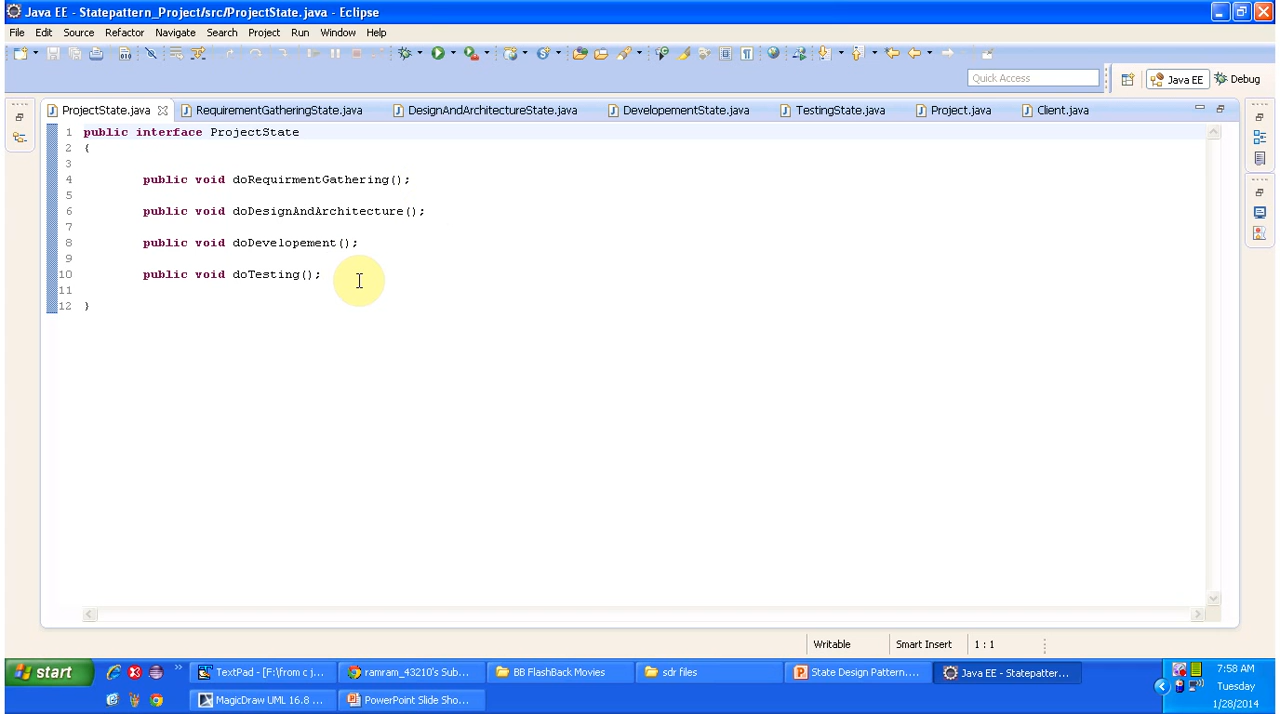 Java EE - Statepattern_Project/src/ProjectState.java - Eclipse
File Edit Source Refactor Navigate Search Project Run Window Help
Quick Access
Java EE
Debug
ProjectState.java
RequirementGatheringState.java
DesignAndArchitectureState.java
DevelopementState.java
TestingState.java
Project.java
Client.java
1 public interface ProjectState
2 {
3
4 public void doRequirmentGathering();
5
6 public void doDesignAndArchitecture();
7
8 public void doDevelopement();
9
10 public void doTesting();
11
12 }
Writable
Smart Insert
1 : 1
start
TextPad - [F:\from c j...
ramram_43210's Sub...
BB FlashBack Movies
sdr files
State Design Pattern....
Java EE - Statepatter...
7:58 AM
Tuesday
MagicDraw UML 16.8 ...
PowerPoint Slide Sho...
1/28/2014